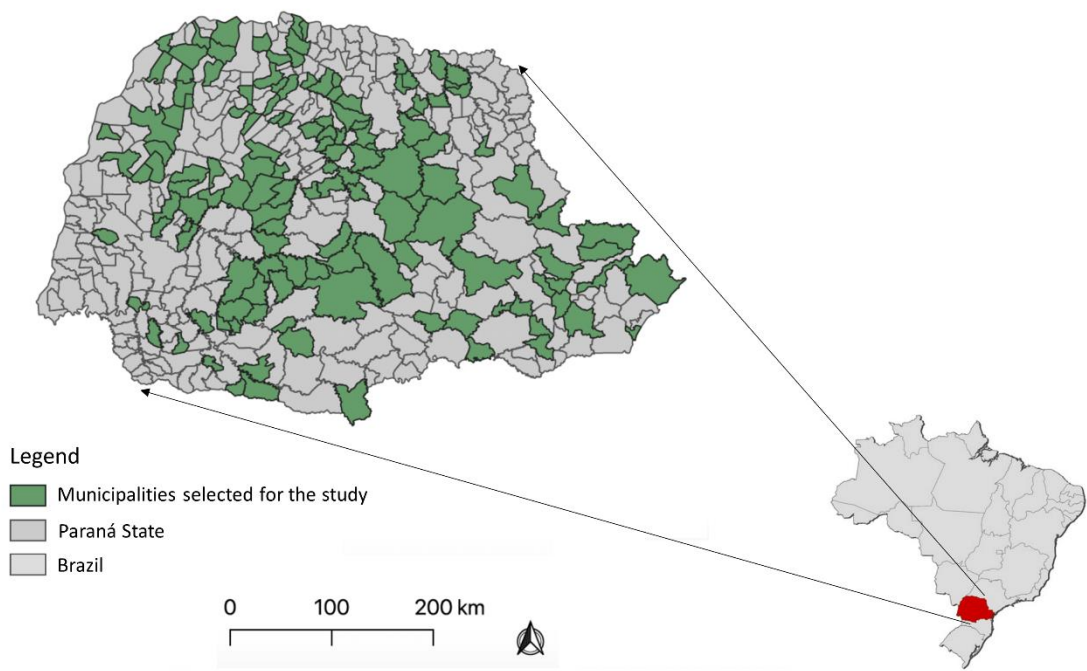 Legend
Municipalities selected for the study
Paraná State
Brazil
0 100 200 km